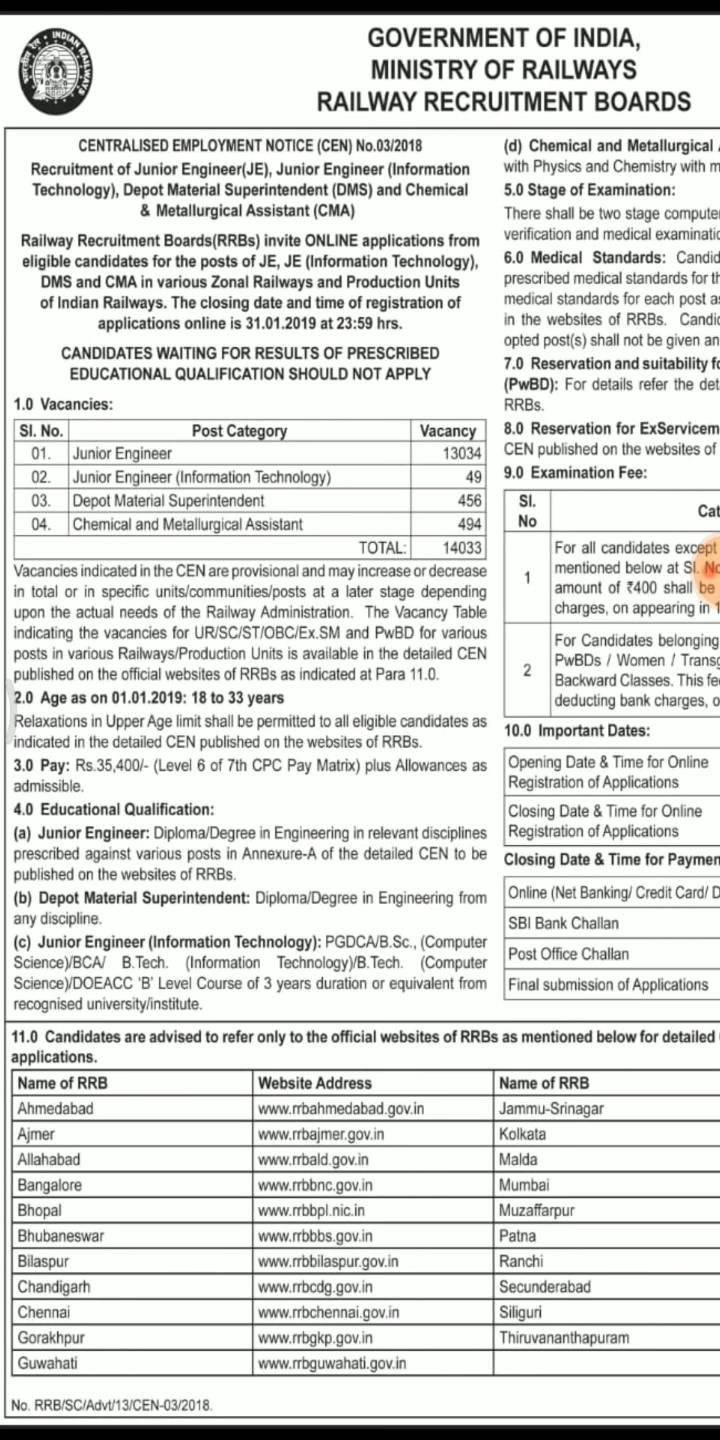 GOVERNMENT OF INDIA,
MINISTRY OF RAILWAYS
RAILWAY RECRUITMENT BOARDS
CENTRALISED EMPLOYMENT NOTICE (CEN) No.03/2018
Recruitment of Junior Engineer(JE), Junior Engineer (Information
Technology), Depot Material Superintendent (DMS) and Chemical
& Metallurgical Assistant (CMA)
Railway Recruitment Boards(RRBs) invite ONLINE applications from
eligible candidates for the posts of JE, JE (Information Technology),
DMS and CMA in various Zonal Railways and Production Units
of Indian Railways. The closing date and time of registration of
applications online is 31.01.2019 at 23:59 hrs.
CANDIDATES WAITING FOR RESULTS OF PRESCRIBED
EDUCATIONAL QUALIFICATION SHOULD NOT APPLY
1.0 Vacancies:
Sl. No. Post Category Vacancy
01. Junior Engineer 13034
02. Junior Engineer (Information Technology) 49
03. Depot Material Superintendent 456
04. Chemical and Metallurgical Assistant 494
TOTAL: 14033
Vacancies indicated in the CEN are provisional and may increase or decrease
in total or in specific units/communities/posts at a later stage depending
upon the actual needs of the Railway Administration. The Vacancy Table
indicating the vacancies for UR/SC/ST/OBC/Ex.SM and PwBD for various
posts in various Railways/Production Units is available in the detailed CEN
published on the official websites of RRBs as indicated at Para 11.0.
2.0 Age as on 01.01.2019: 18 to 33 years
Relaxations in Upper Age limit shall be permitted to all eligible candidates as
indicated in the detailed CEN published on the websites of RRBs.
3.0 Pay: Rs.35,400/- (Level 6 of 7th CPC Pay Matrix) plus Allowances as
admissible.
4.0 Educational Qualification:
(a) Junior Engineer: Diploma/Degree in Engineering in relevant disciplines
prescribed against various posts in Annexure-A of the detailed CEN to be
published on the websites of RRBs.
(b) Depot Material Superintendent: Diploma/Degree in Engineering from
any discipline.
(c) Junior Engineer (Information Technology): PGDCA/B.Sc., (Computer
Science)/BCA/ B.Tech. (Information Technology)/B.Tech. (Computer
Science)/DOEACC 'B' Level Course of 3 years duration or equivalent from
recognised university/institute.
(d) Chemical and Metallurgical
with Physics and Chemistry with
5.0 Stage of Examination:
There shall be two stage
verification and medical
6.0 Medical Standards:
prescribed medical standards for
medical standards for each post
in the websites of RRBs.
opted post(s) shall not be given
7.0 Reservation and suitability
(PwBD): For details refer the
RRBs.
8.0 Reservation for
CEN published on the websites of
9.0 Examination Fee:
Sl.
No
1 For all candidates except
mentioned below at Sl.
amount of ₹400 shall be
charges, on appearing in
2 For Candidates belonging
PwBDs / Women /
Backward Classes. This
deducting bank charges,
10.0 Important Dates:
Opening Date & Time for Online
Registration of Applications
Closing Date & Time for Online
Registration of Applications
Closing Date & Time for
Online (Net Banking/ Credit Card/
SBI Bank Challan
Post Office Challan
Final submission of Applications
11.0 Candidates are advised to refer only to the official websites of RRBs as mentioned below for detailed
applications.
Name of RRB Website Address Name of RRB
Ahmedabad www.rrbahmedabad.gov.in Jammu-Srinagar
Ajmer www.rrbajmer.gov.in Kolkata
Allahabad www.rrbald.gov.in Malda
Bangalore www.rrbbnc.gov.in Mumbai
Bhopal www.rrbbpl.nic.in Muzaffarpur
Bhubaneswar www.rrbbbs.gov.in Patna
Bilaspur www.rrbbilaspur.gov.in Ranchi
Chandigarh www.rrbcdg.gov.in Secunderabad
Chennai www.rrbchennai.gov.in Siliguri
Gorakhpur www.rrbgkp.gov.in Thiruvananthapuram
Guwahati www.rrbguwahati.gov.in
No. RRB/SC/Advt/13/CEN-03/2018.